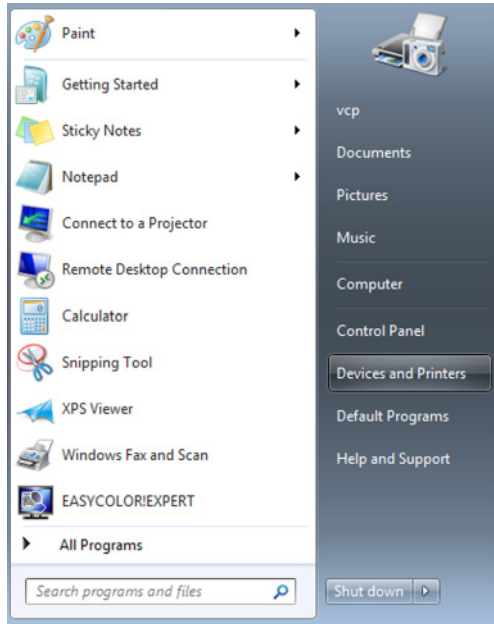 Paint
Getting Started
Sticky Notes
Notepad
Connect to a Projector
Remote Desktop Connection
Calculator
Snipping Tool
XPS Viewer
Windows Fax and Scan
EASYCOLOR!EXPERT
All Programs
Search programs and files
vcp
Documents
Pictures
Music
Computer
Control Panel
Devices and Printers
Default Programs
Help and Support
Shut down